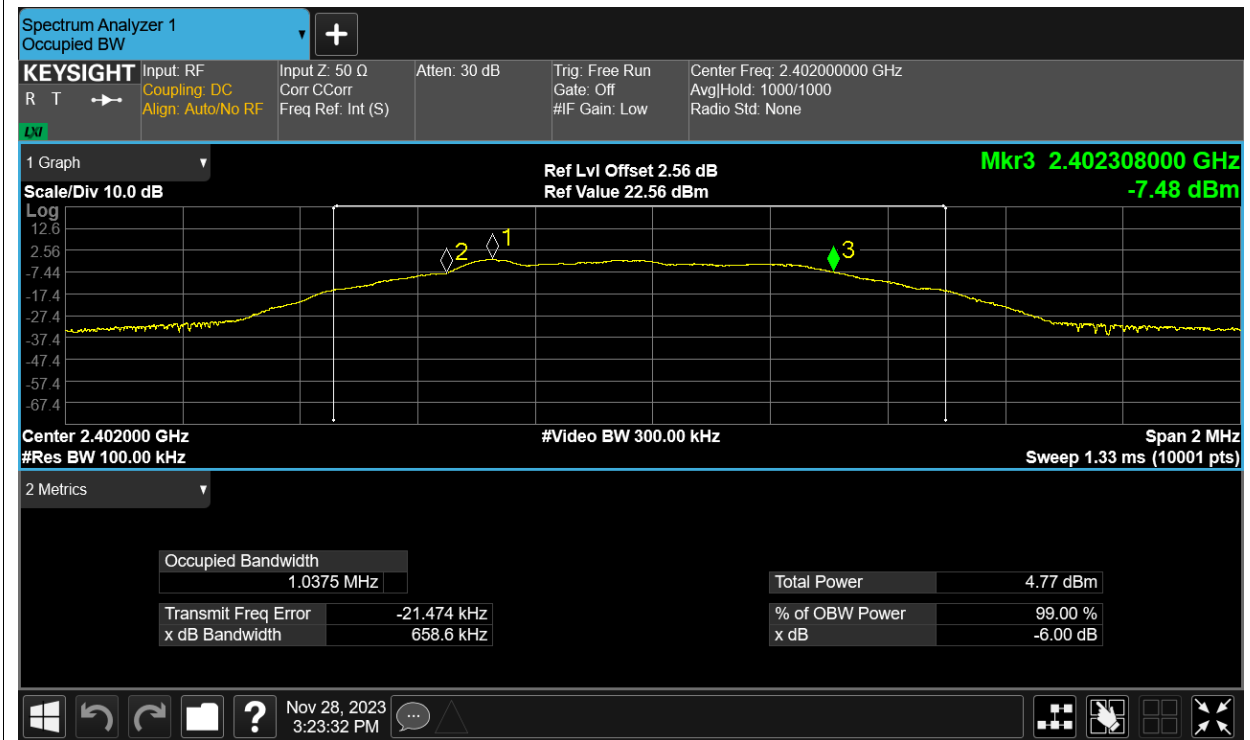 Spectrum Analyzer 1
Occupied BW
KEYSIGHT
R T
LXI
Input: RF
Coupling: DC
Align: Auto/No RF
Input Z: 50 Ω
Corr CCorr
Freq Ref: Int (S)
Atten: 30 dB
Trig: Free Run
Gate: Off
#IF Gain: Low
Center Freq: 2.402000000 GHz
Avg|Hold: 1000/1000
Radio Std: None
1 Graph
Scale/Div 10.0 dB
Ref Lvl Offset 2.56 dB
Ref Value 22.56 dBm
Mkr3 2.402308000 GHz
-7.48 dBm
Log
12.6
2.56
-7.44
-17.4
-27.4
-37.4
-47.4
-57.4
-67.4
2
1
3
Center 2.402000 GHz
#Video BW 300.00 kHz
Span 2 MHz
#Res BW 100.00 kHz
Sweep 1.33 ms (10001 pts)
2 Metrics
Occupied Bandwidth
1.0375 MHz
Transmit Freq Error -21.474 kHz
x dB Bandwidth 658.6 kHz
Total Power 4.77 dBm
% of OBW Power 99.00 %
x dB -6.00 dB
?
Nov 28, 2023
3:23:32 PM